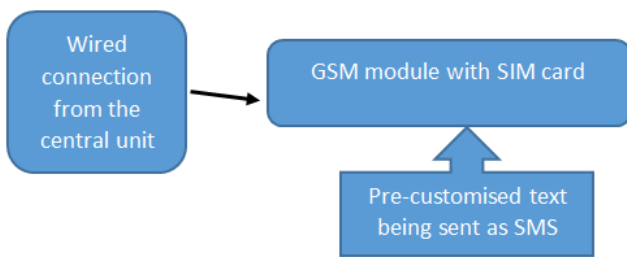 Wired
connection
from the
central unit
GSM module with SIM card
Pre-customised text
being sent as SMS